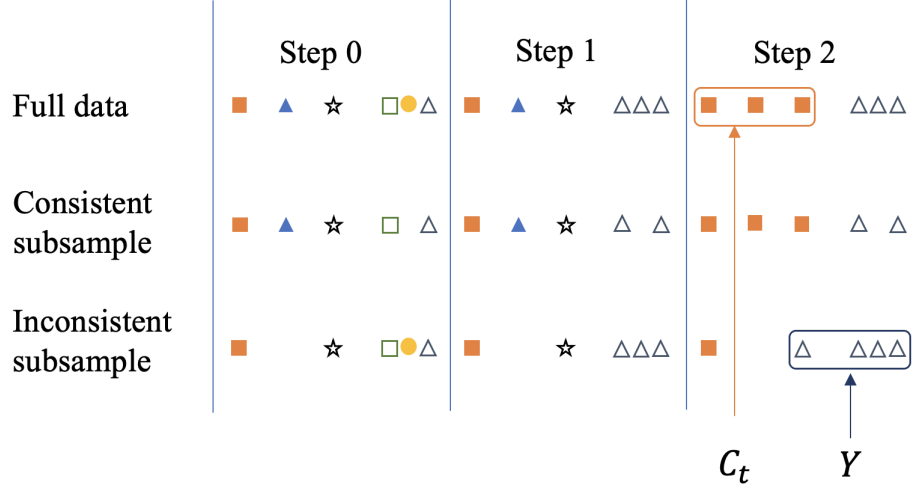 Step 0
Step 1
Step 2
Full data
Consistent
subsample
Inconsistent
subsample
C_t
Y